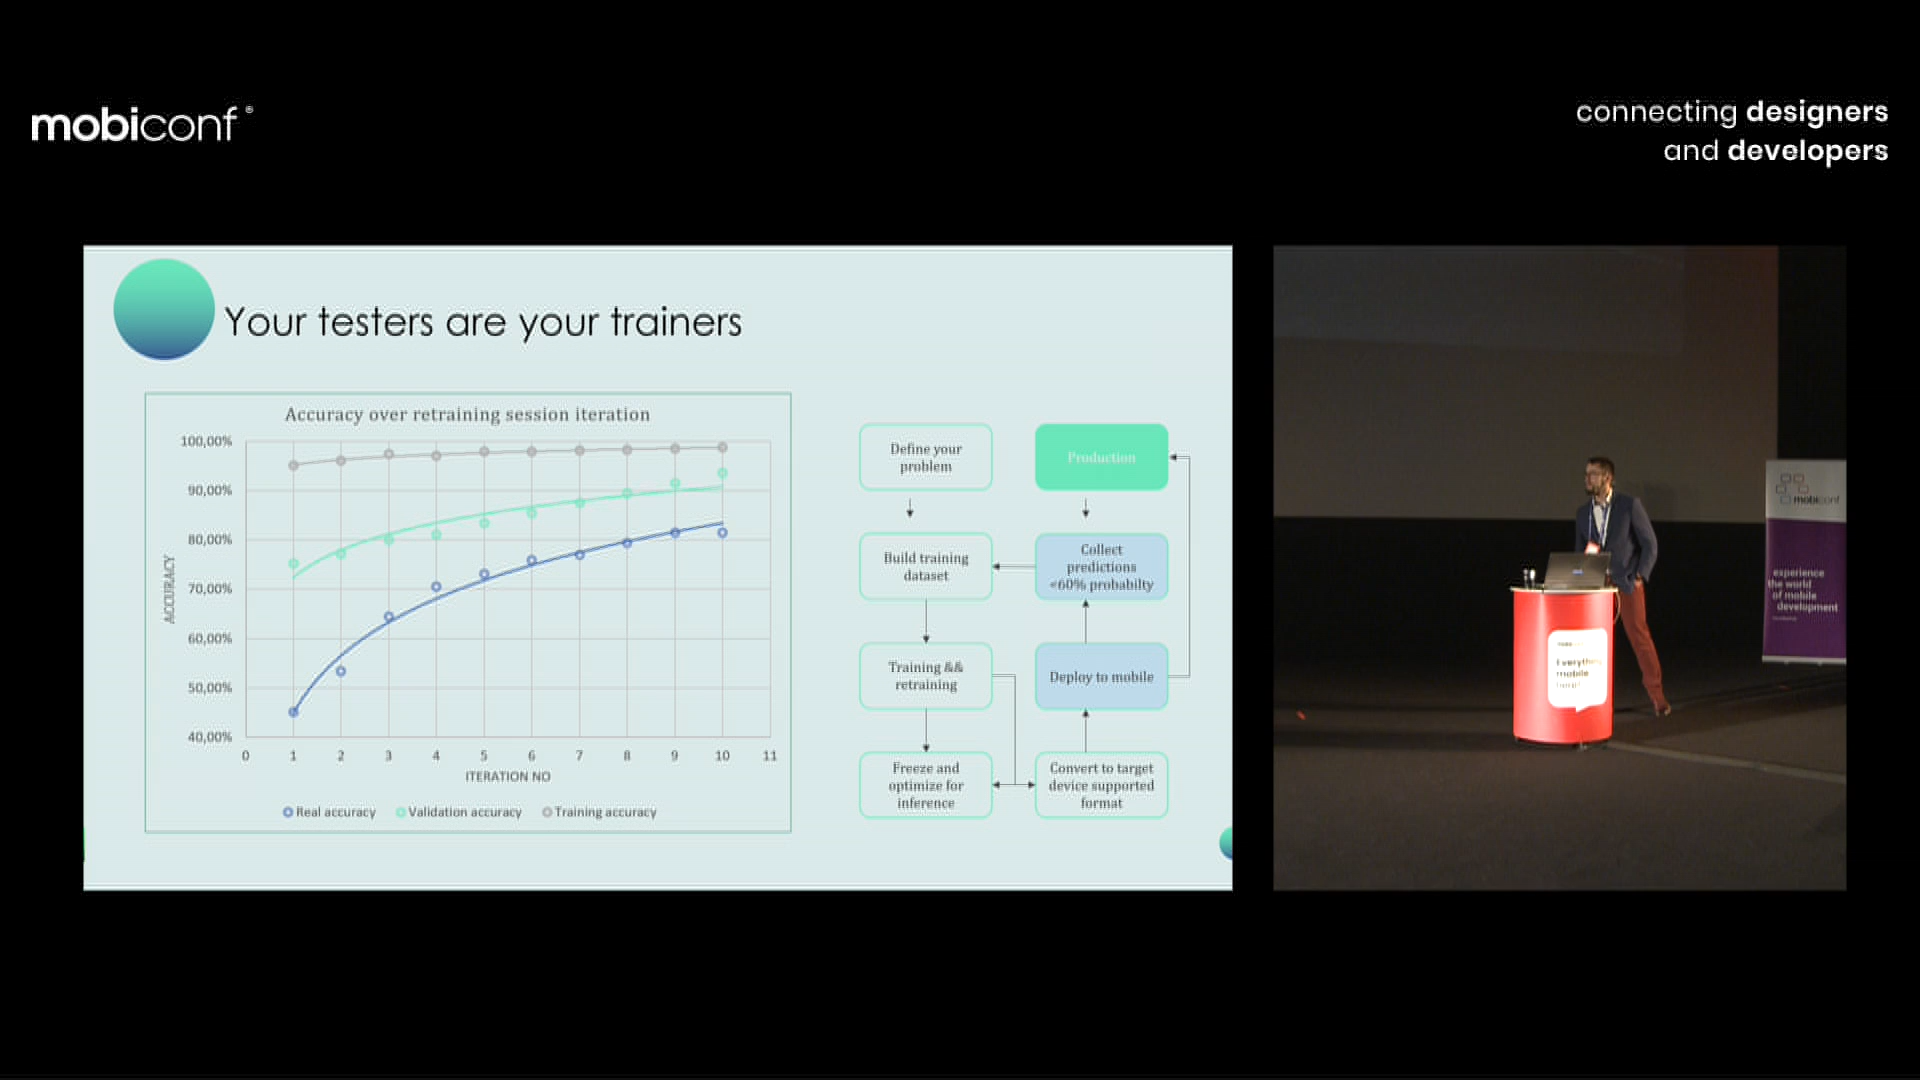 mobiconf®
connecting designers
and developers
Your testers are your trainers
Accuracy over retraining session iteration
100,00%
90,00%
80,00%
70,00%
60,00%
50,00%
40,00%
ACCURACY
0 1 2 3 4 5 6 7 8 9 10 11
ITERATION NO
Real accuracy Validation accuracy Training accuracy
Define your
problem
Production
Build training
dataset
Collect
predictions
<60% probabilty
Training &&
retraining
Deploy to mobile
Freeze and
optimize for
inference
Convert to target
device supported
format
mobiconf
experience
the world
of mobile
development
Everything
mobile